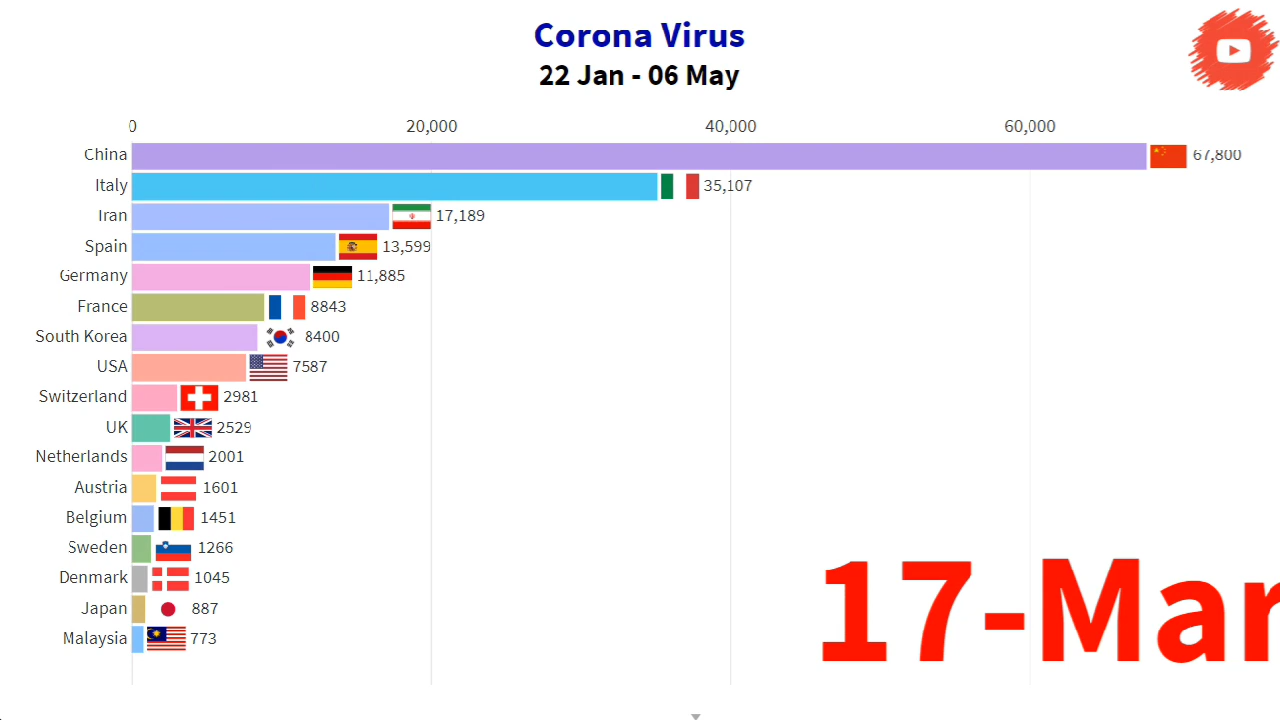 Corona Virus
22 Jan - 06 May
0 20,000 40,000 60,000
China 67,800
Italy 35,107
Iran 17,189
Spain 13,599
Germany 11,885
France 8843
South Korea 8400
USA 7587
Switzerland 2981
UK 2529
Netherlands 2001
Austria 1601
Belgium 1451
Sweden 1266
Denmark 1045
Japan 887
Malaysia 773
17-Mar